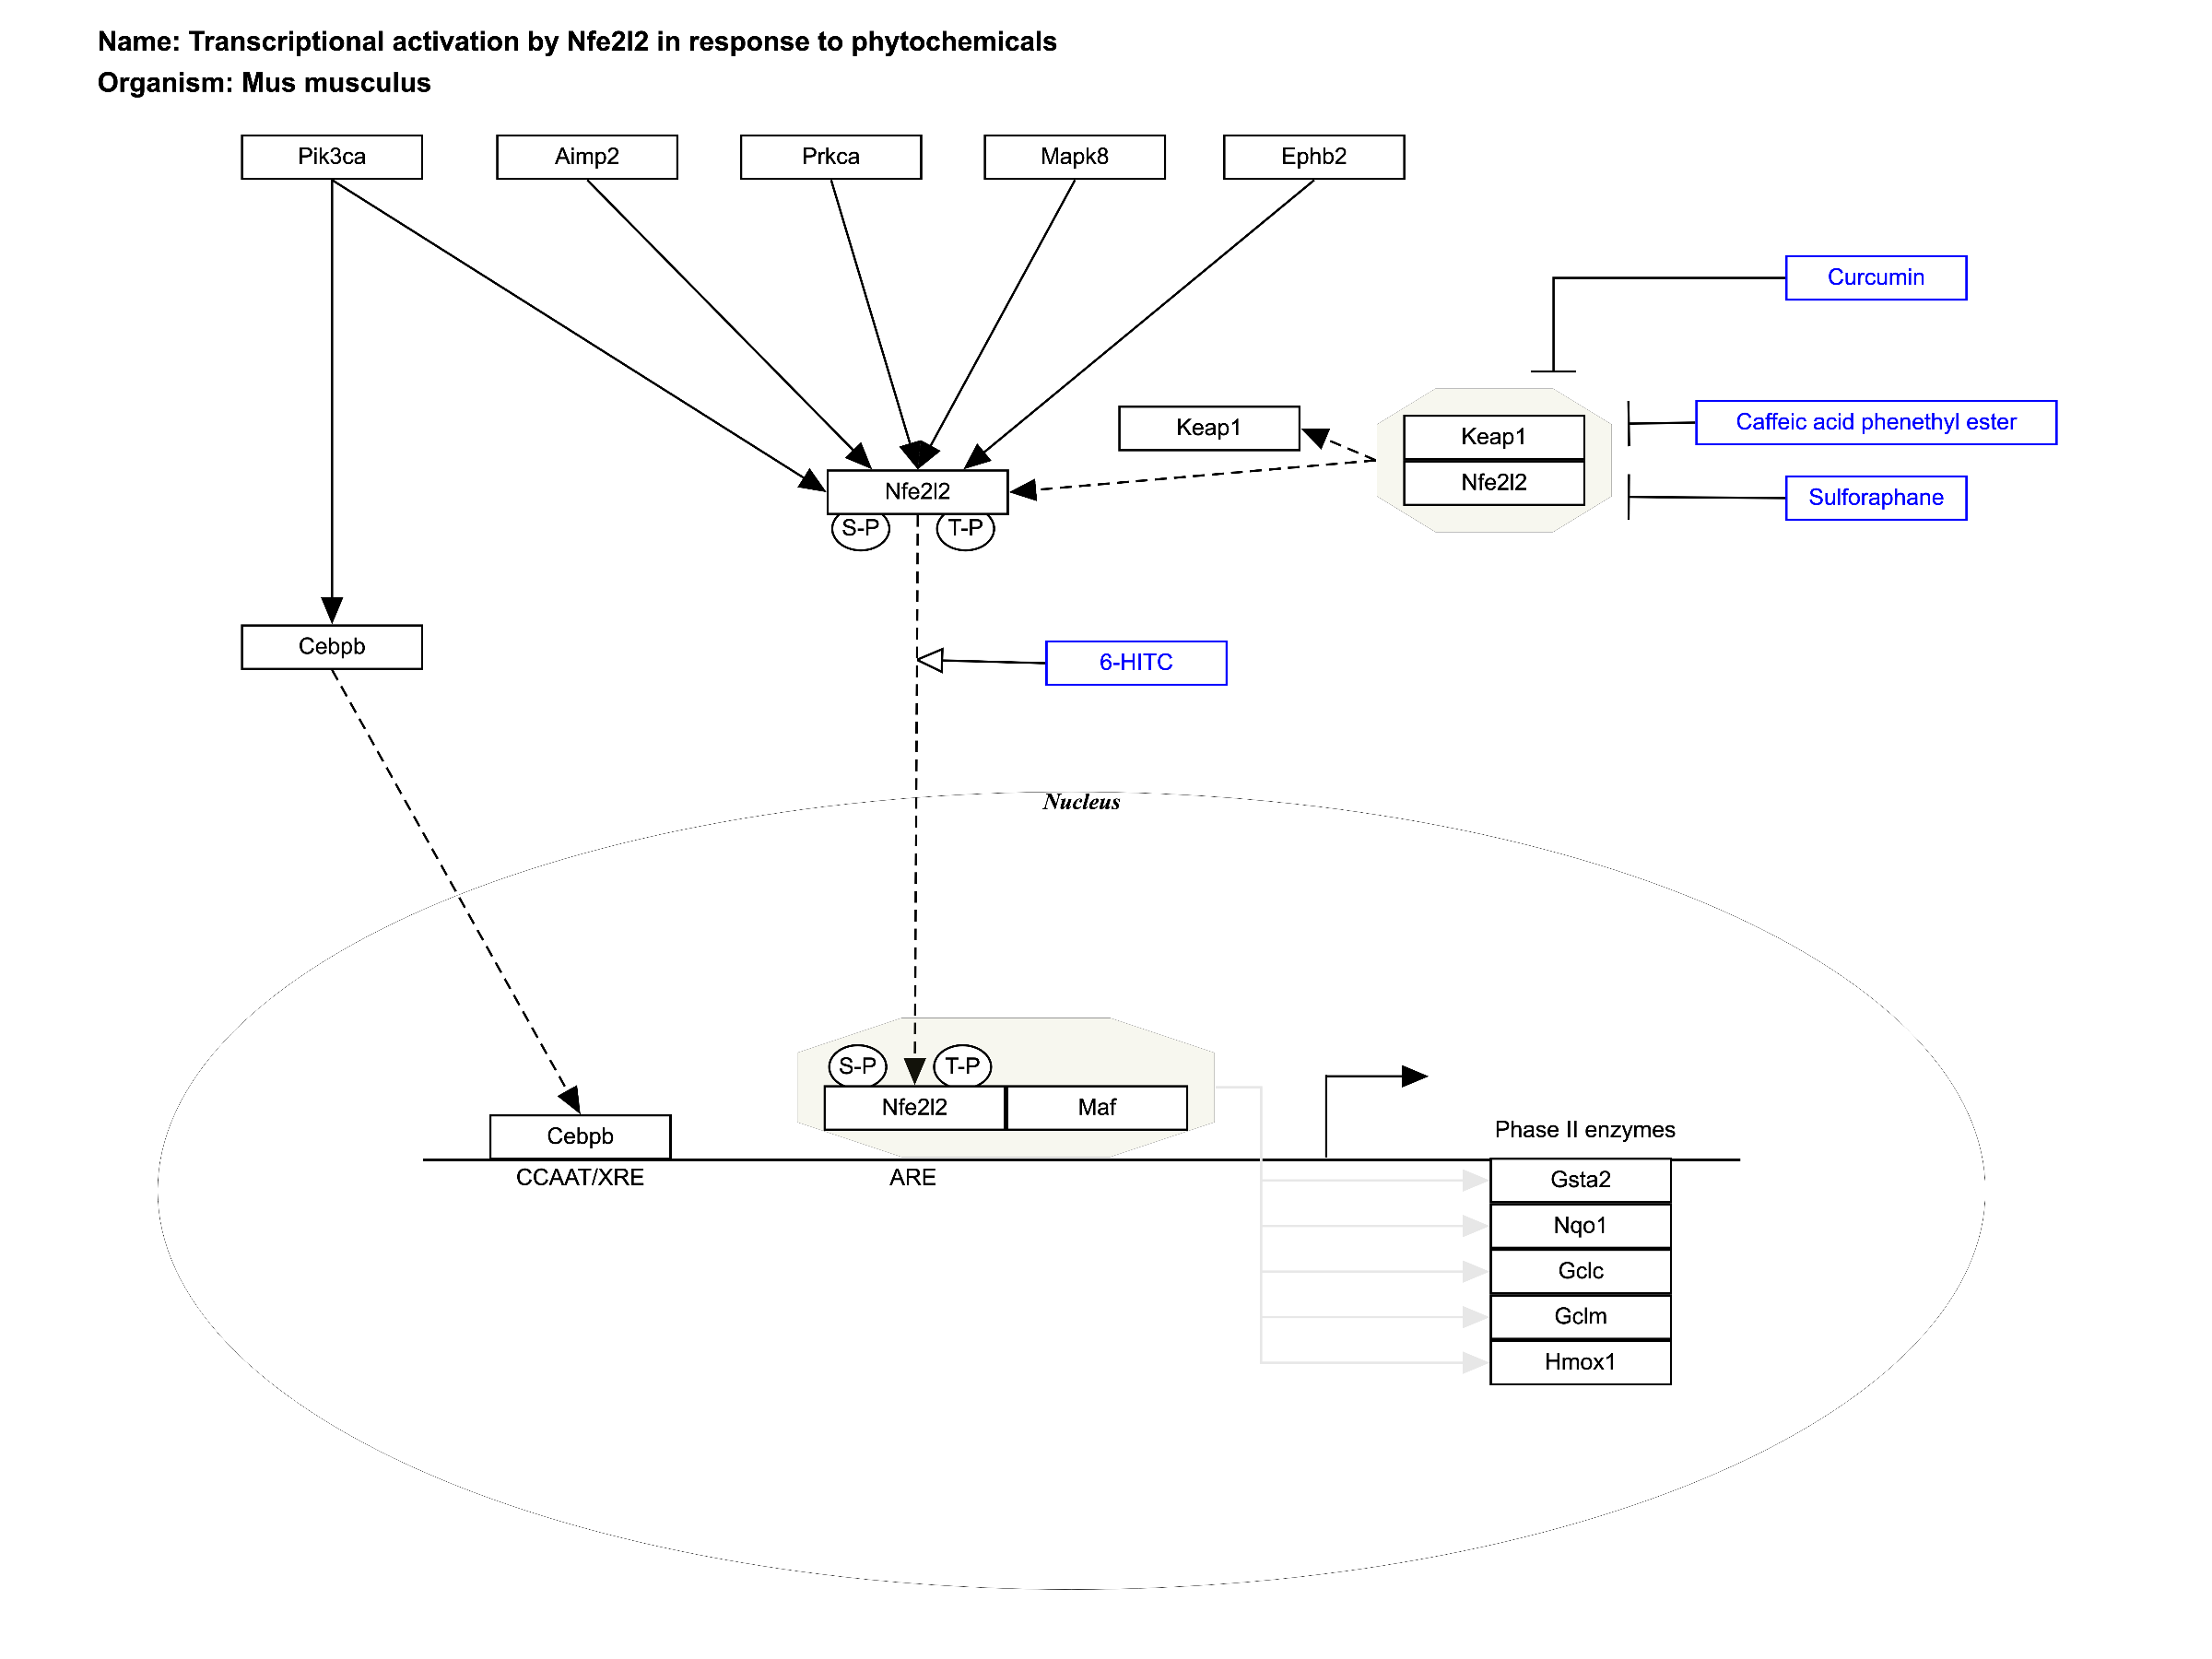 Name: Transcriptional activation by Nfe2l2 in response to phytochemicals
Organism: Mus musculus
Pik3ca
Aimp2
Prkca
Mapk8
Ephb2
Curcumin
Keap1
Keap1
Caffeic acid phenethyl ester
Nfe2l2
Nfe2l2
Sulforaphane
S-P
T-P
Cebpb
6-HITC
Nucleus
S-P
T-P
Nfe2l2
Maf
Cebpb
Phase II enzymes
CCAAT/XRE
ARE
Gsta2
Nqo1
Gclc
Gclm
Hmox1